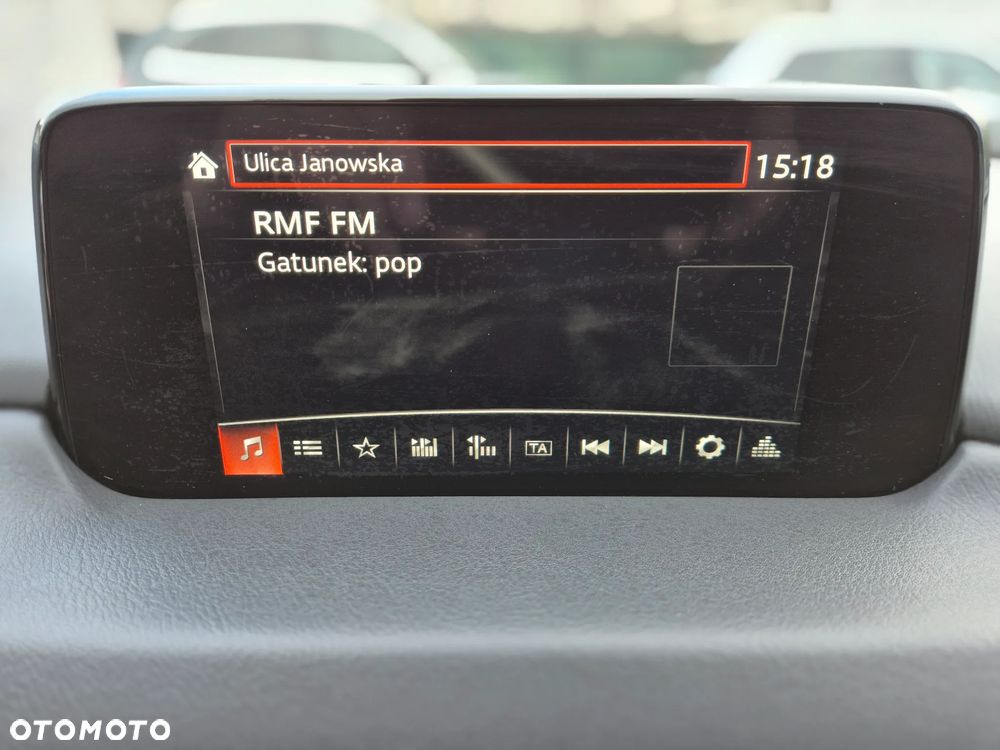 Ulica Janowska
15:18
RMF FM
Gatunek: pop
TA
OTOMOTO